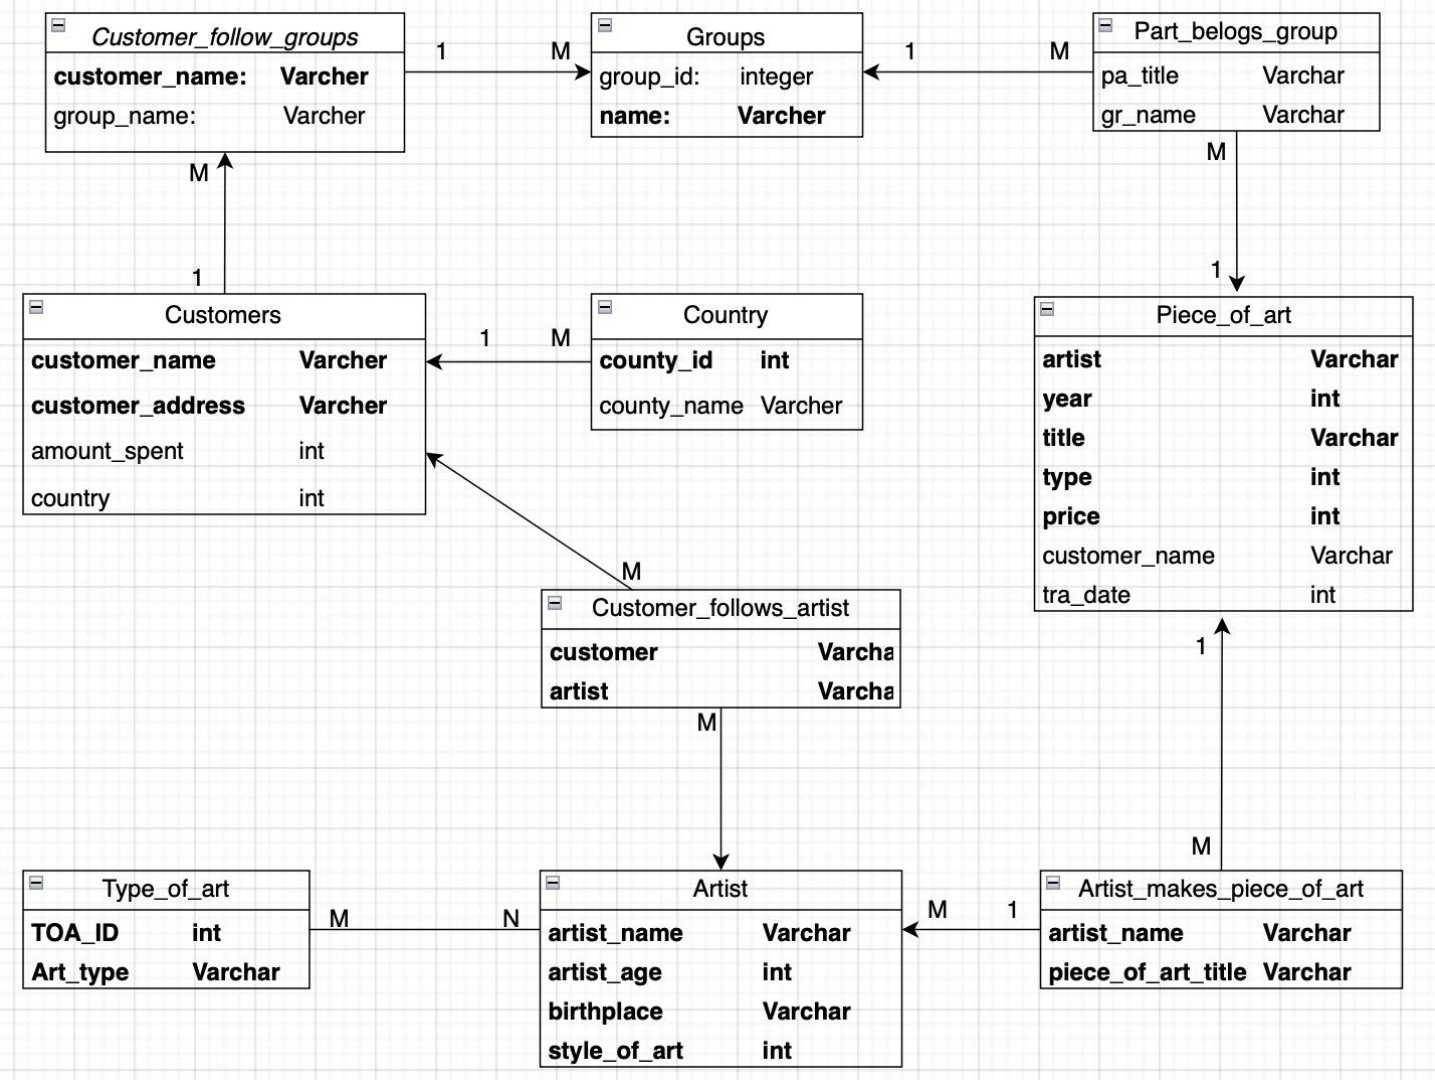 Customer_follow_groups
customer_name: Varcher
group_name: Varcher
1 M
Groups
group_id: integer
name: Varcher
1 M
Part_belogs_group
pa_title Varchar
gr_name Varchar
M
1
M
1
Customers
customer_name Varcher
customer_address Varcher
amount_spent int
country int
1 M
Country
county_id int
county_name Varcher
Piece_of_art
artist Varchar
year int
title Varchar
type int
price int
customer_name Varchar
tra_date int
M
Customer_follows_artist
customer Varcha
artist Varcha
M
1
M
Type_of_art
TOA_ID int
Art_type Varchar
M N
Artist
artist_name Varchar
artist_age int
birthplace Varchar
style_of_art int
M 1
Artist_makes_piece_of_art
artist_name Varchar
piece_of_art_title Varchar